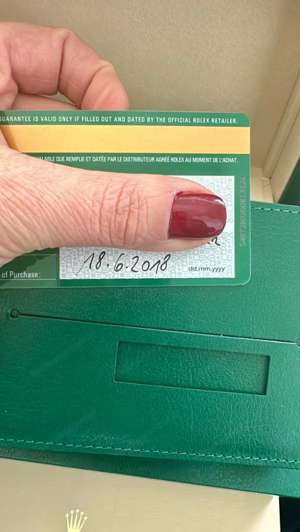 GUARANTEE IS VALID ONLY IF FILLED OUT AND DATED BY THE OFFICIAL ROLEX RETAILER.
QUE REMPLIE ET DATÉE PAR LE DISTRIBUTEUR AGRÉÉ ROLEX AU MOMENT DE L'ACHAT.
of Purchase: 18.6.2018
dd.mm.yyyy